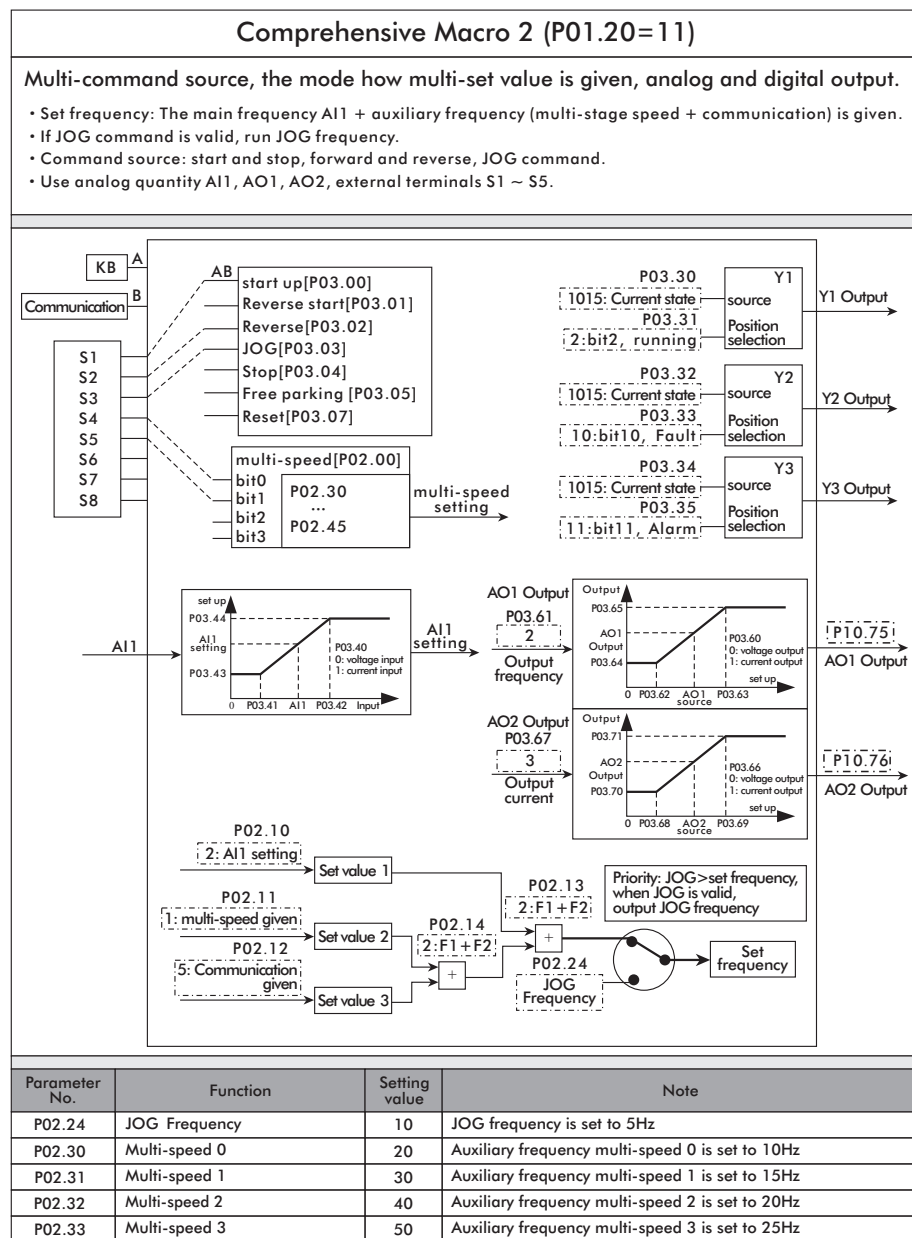 Comprehensive Macro 2 (P01.20=11)
Multi-command source, the mode how multi-set value is given, analog and digital output.
• Set frequency: The main frequency AI1 + auxiliary frequency (multi-stage speed + communication) is given.
• If JOG command is valid, run JOG frequency.
• Command source: start and stop, forward and reverse, JOG command.
• Use analog quantity AI1, AO1, AO2, external terminals S1 ~ S5.
KB
A
Communication
B
S1
S2
S3
S4
S5
S6
S7
S8
AB
start up[P03.00]
Reverse start[P03.01]
Reverse[P03.02]
JOG[P03.03]
Stop[P03.04]
Free parking [P03.05]
Reset[P03.07]
multi-speed[P02.00]
bit0
bit1
bit2
bit3
P02.30
...
P02.45
multi-speed
setting
P03.30
1015: Current state
P03.31
2:bit2, running
Y1
source
Position
selection
Y1 Output
P03.32
1015: Current state
P03.33
10:bit10, Fault
Y2
source
Position
selection
Y2 Output
P03.34
1015: Current state
P03.35
11:bit11, Alarm
Y3
source
Position
selection
Y3 Output
AI1
set up
P03.44
AI1
setting
P03.43
P03.40
0: voltage input
1: current input
0 P03.41 AI1 P03.42 Input
AI1
setting
AO1 Output
P03.61
2
Output
frequency
Output
P03.65
AO1
Output
P03.64
P03.60
0: voltage output
1: current output
set up
0 P03.62 AO1 P03.63
source
P10.75
AO1 Output
AO2 Output
P03.67
3
Output
current
Output
P03.71
AO2
Output
P03.70
P03.66
0: voltage output
1: current output
set up
0 P03.68 AO2 P03.69
source
P10.76
AO2 Output
P02.10
2: AI1 setting
Set value 1
P02.11
1: multi-speed given
Set value 2
P02.12
5: Communication
given
Set value 3
P02.14
2:F1+F2
+
P02.13
2:F1+F2
+
P02.24
JOG
Frequency
Priority: JOG>set frequency,
when JOG is valid,
output JOG frequency
Set
frequency
Parameter No. Function Setting value Note
P02.24 JOG Frequency 10 JOG frequency is set to 5Hz
P02.30 Multi-speed 0 20 Auxiliary frequency multi-speed 0 is set to 10Hz
P02.31 Multi-speed 1 30 Auxiliary frequency multi-speed 1 is set to 15Hz
P02.32 Multi-speed 2 40 Auxiliary frequency multi-speed 2 is set to 20Hz
P02.33 Multi-speed 3 50 Auxiliary frequency multi-speed 3 is set to 25Hz